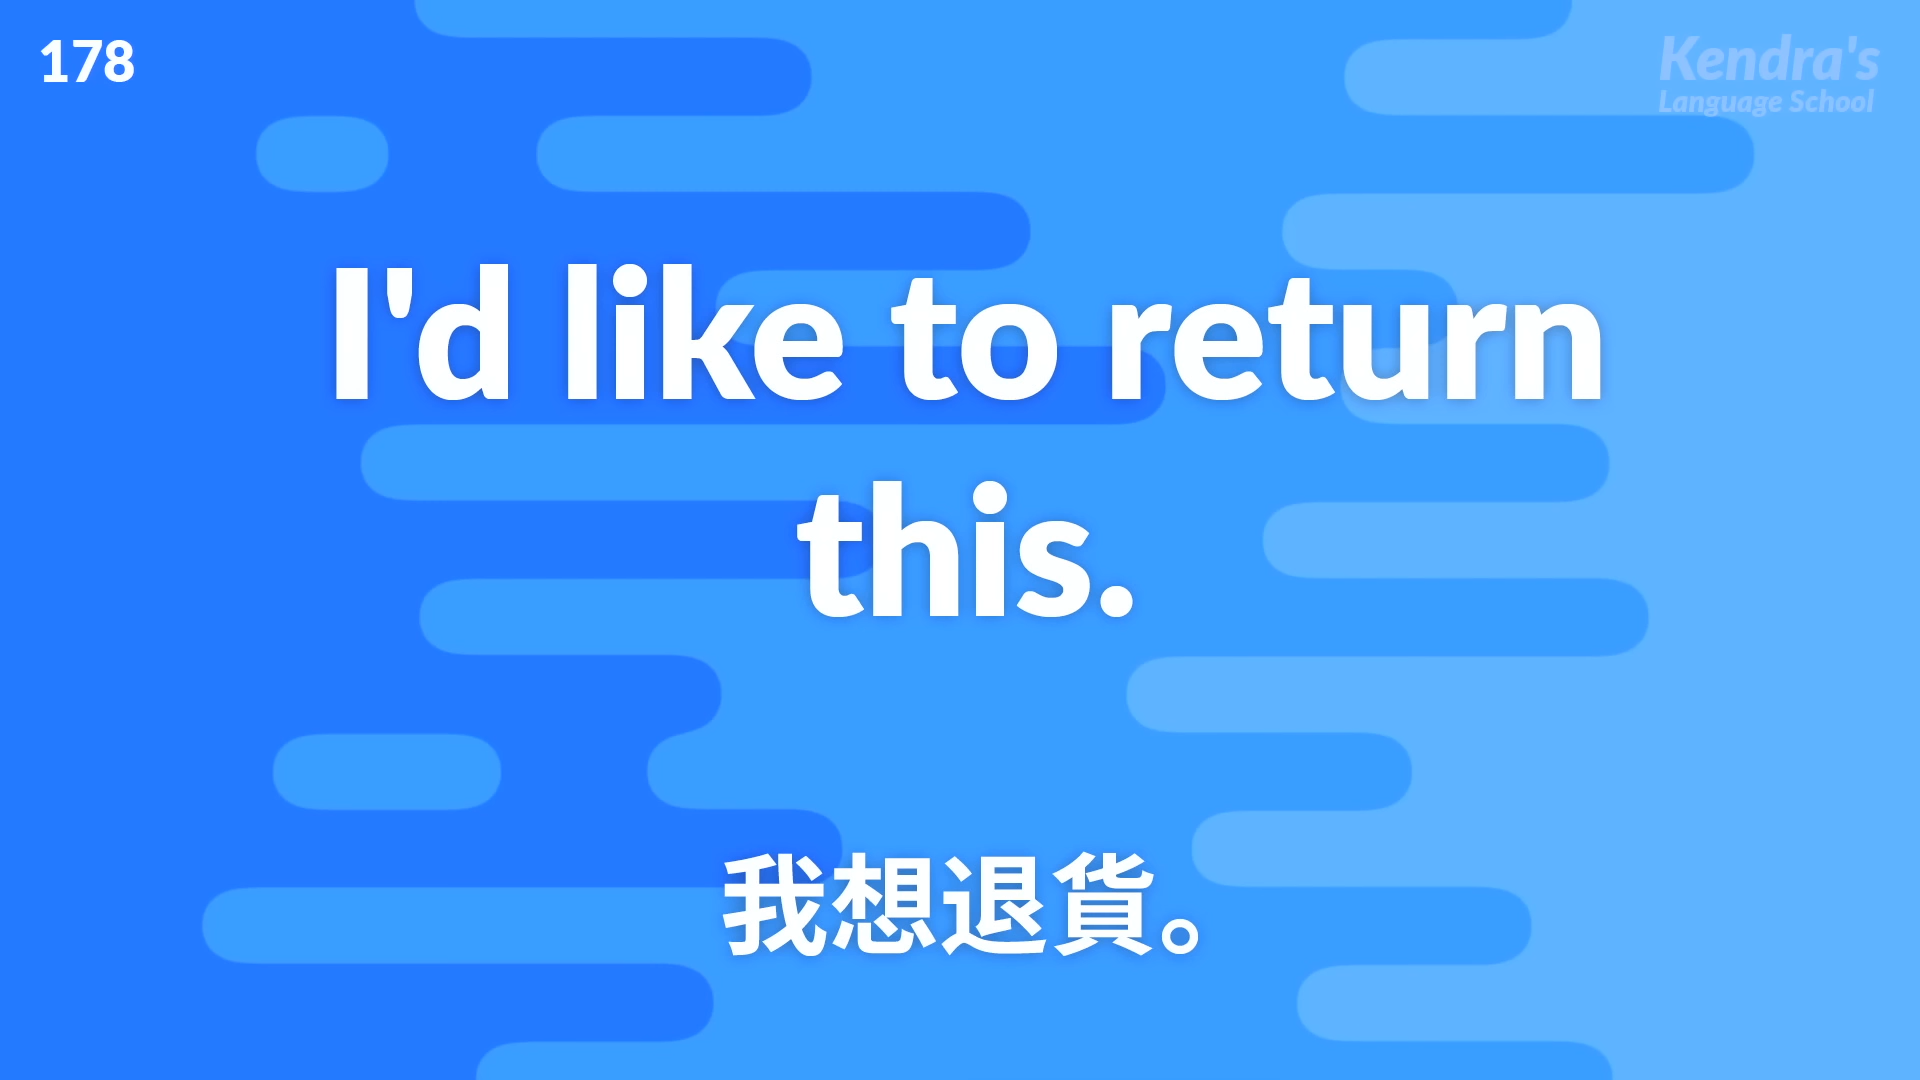 178
Kendra's
Language School
I'd like to return
this.
我想退貨。